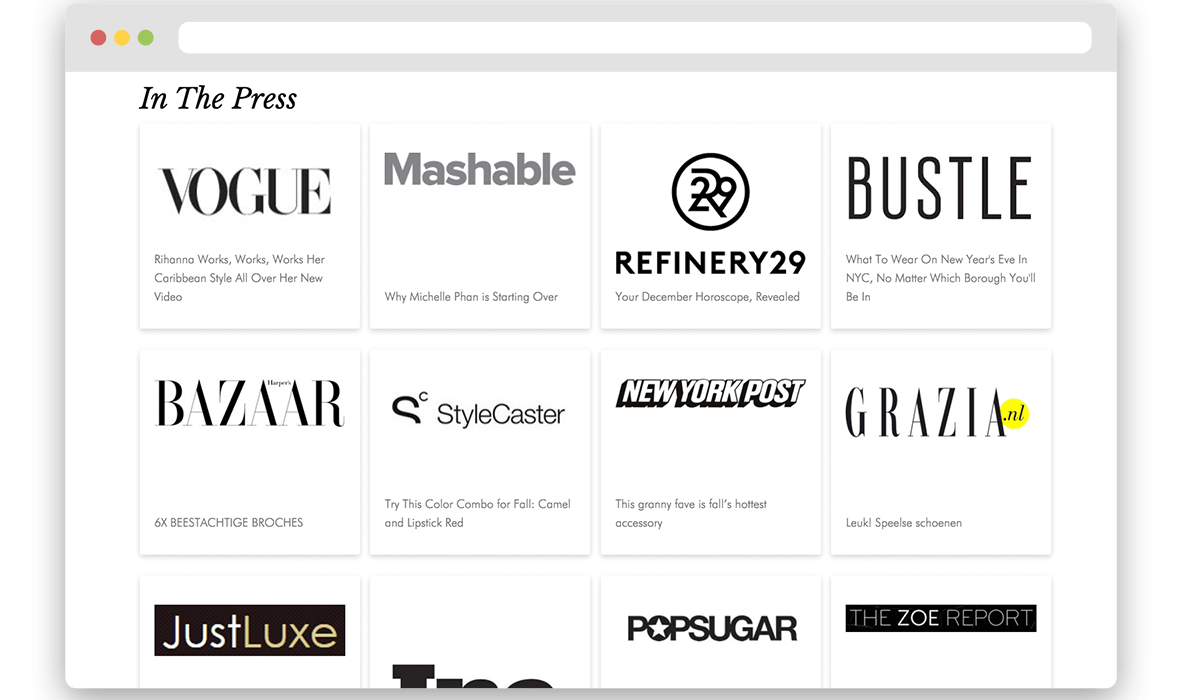 In The Press
VOGUE
Rihanna Works, Works, Works Her
Caribbean Style All Over Her New
Video
Mashable
Why Michelle Phan is Starting Over
R29
REFINERY29
Your December Horoscope, Revealed
BUSTLE
What To Wear On New Year's Eve In
NYC, No Matter Which Borough You'll
Be In
Harper's
BAZAAR
6X BEESTACHTIGE BROCHES
SC StyleCaster
Try This Color Combo for Fall: Camel
and Lipstick Red
NEW YORK POST
This granny fave is fall’s hottest
accessory
GRAZIA.nl
Leuk! Speelse schoenen
JustLuxe
Inc
POPSUGAR
THE ZOE REPORT